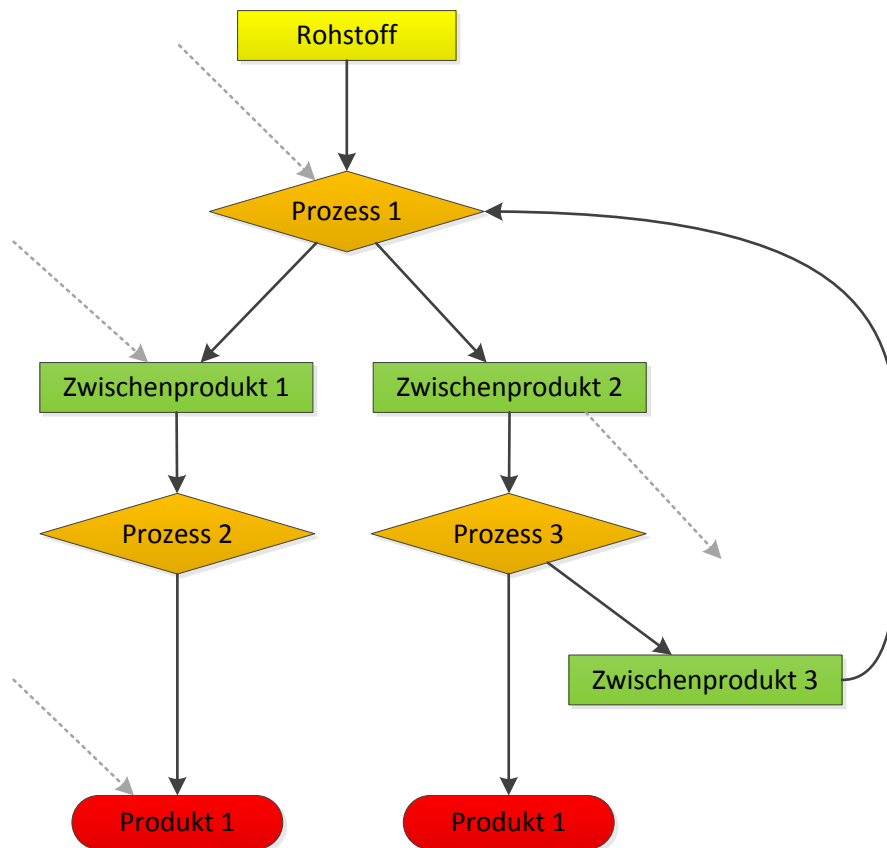 Rohstoff
Prozess 1
Zwischenprodukt 1
Zwischenprodukt 2
Prozess 2
Prozess 3
Zwischenprodukt 3
Produkt 1
Produkt 1